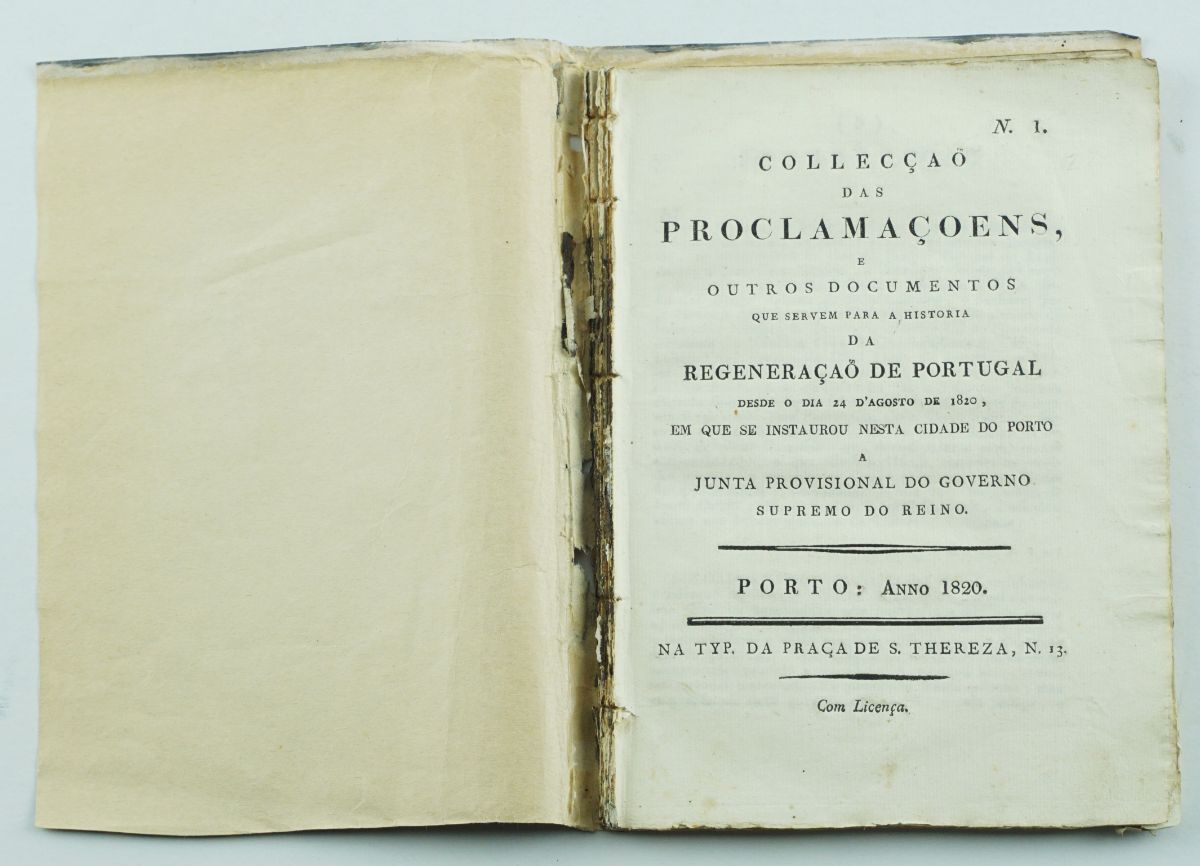 N. 1.
COLLECÇAÕ
DAS
PROCLAMAÇOENS,
E
OUTROS DOCUMENTOS
QUE SERVEM PARA A HISTORIA
DA
REGENERAÇAÕ DE PORTUGAL
DESDE O DIA 24 D'AGOSTO DE 1820,
EM QUE SE INSTAUROU NESTA CIDADE DO PORTO
A
JUNTA PROVISIONAL DO GOVERNO
SUPREMO DO REINO.
PORTO: ANNO 1820.
NA TYP. DA PRAÇA DE S. THEREZA, N. 13.
Com Licença.